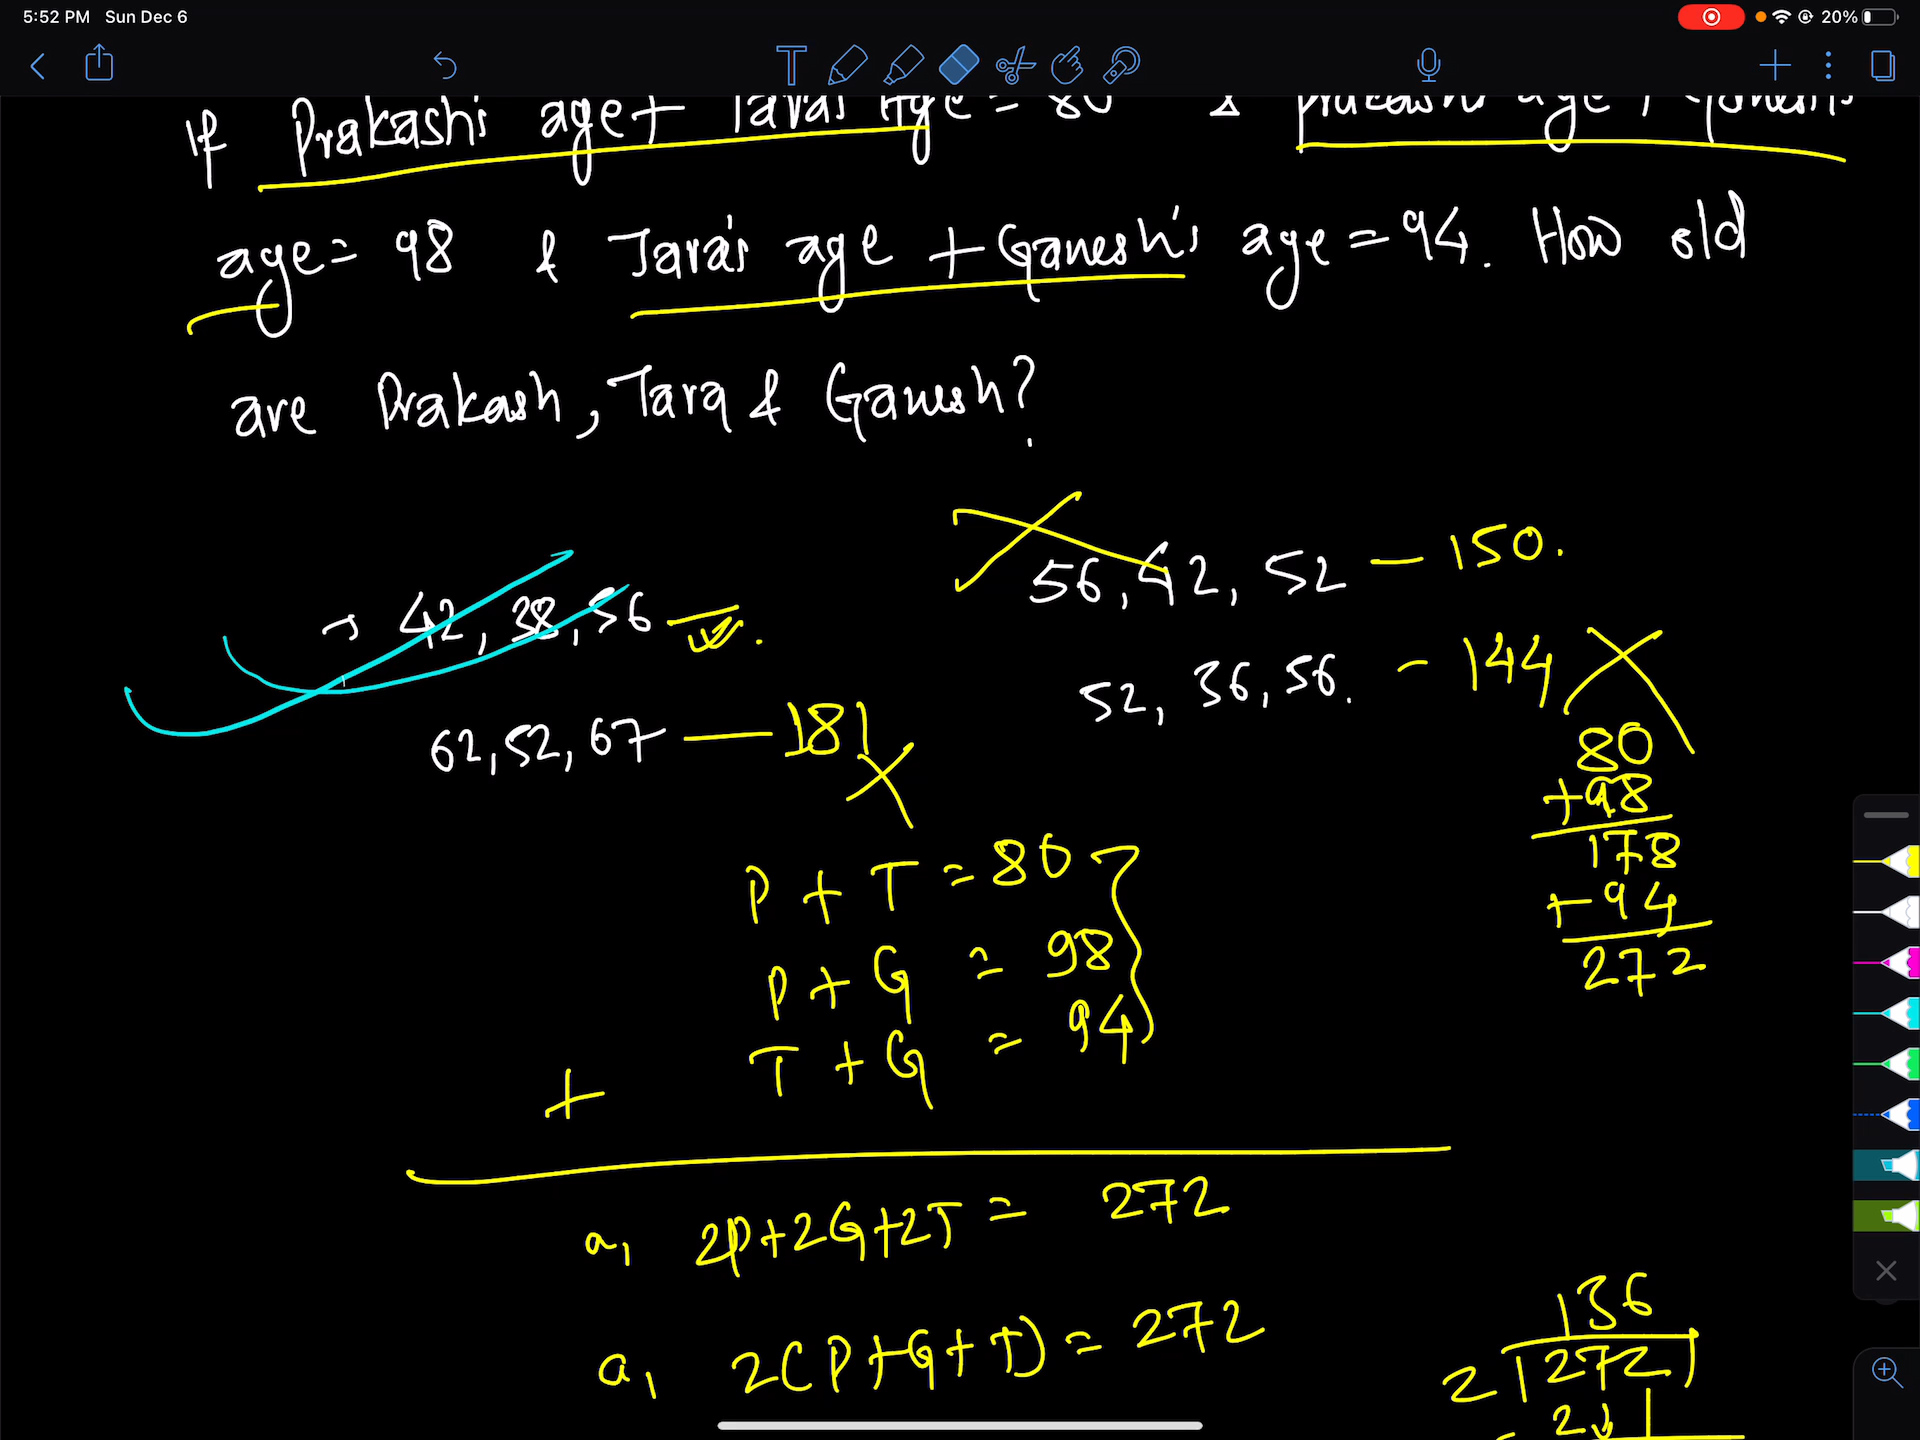 5:52 PM Sun Dec 6
20%
If Prakash's age + Tara's Age = 80 & prakash's age + Ganesh's
age = 98 & Tara's age + Ganesh's age = 94. How old
are Prakash, Tara & Ganesh?
56, 42, 52 — 150.
→ 42, 38, 56 —
52, 36, 56. - 144
62, 52, 67 — 181
80
+98
178
+94
272
P + T = 80
P + G = 98
T + G = 94
+
a, 2P+2G+2T = 272
a, 2(P+G+T) = 272
136
2 272